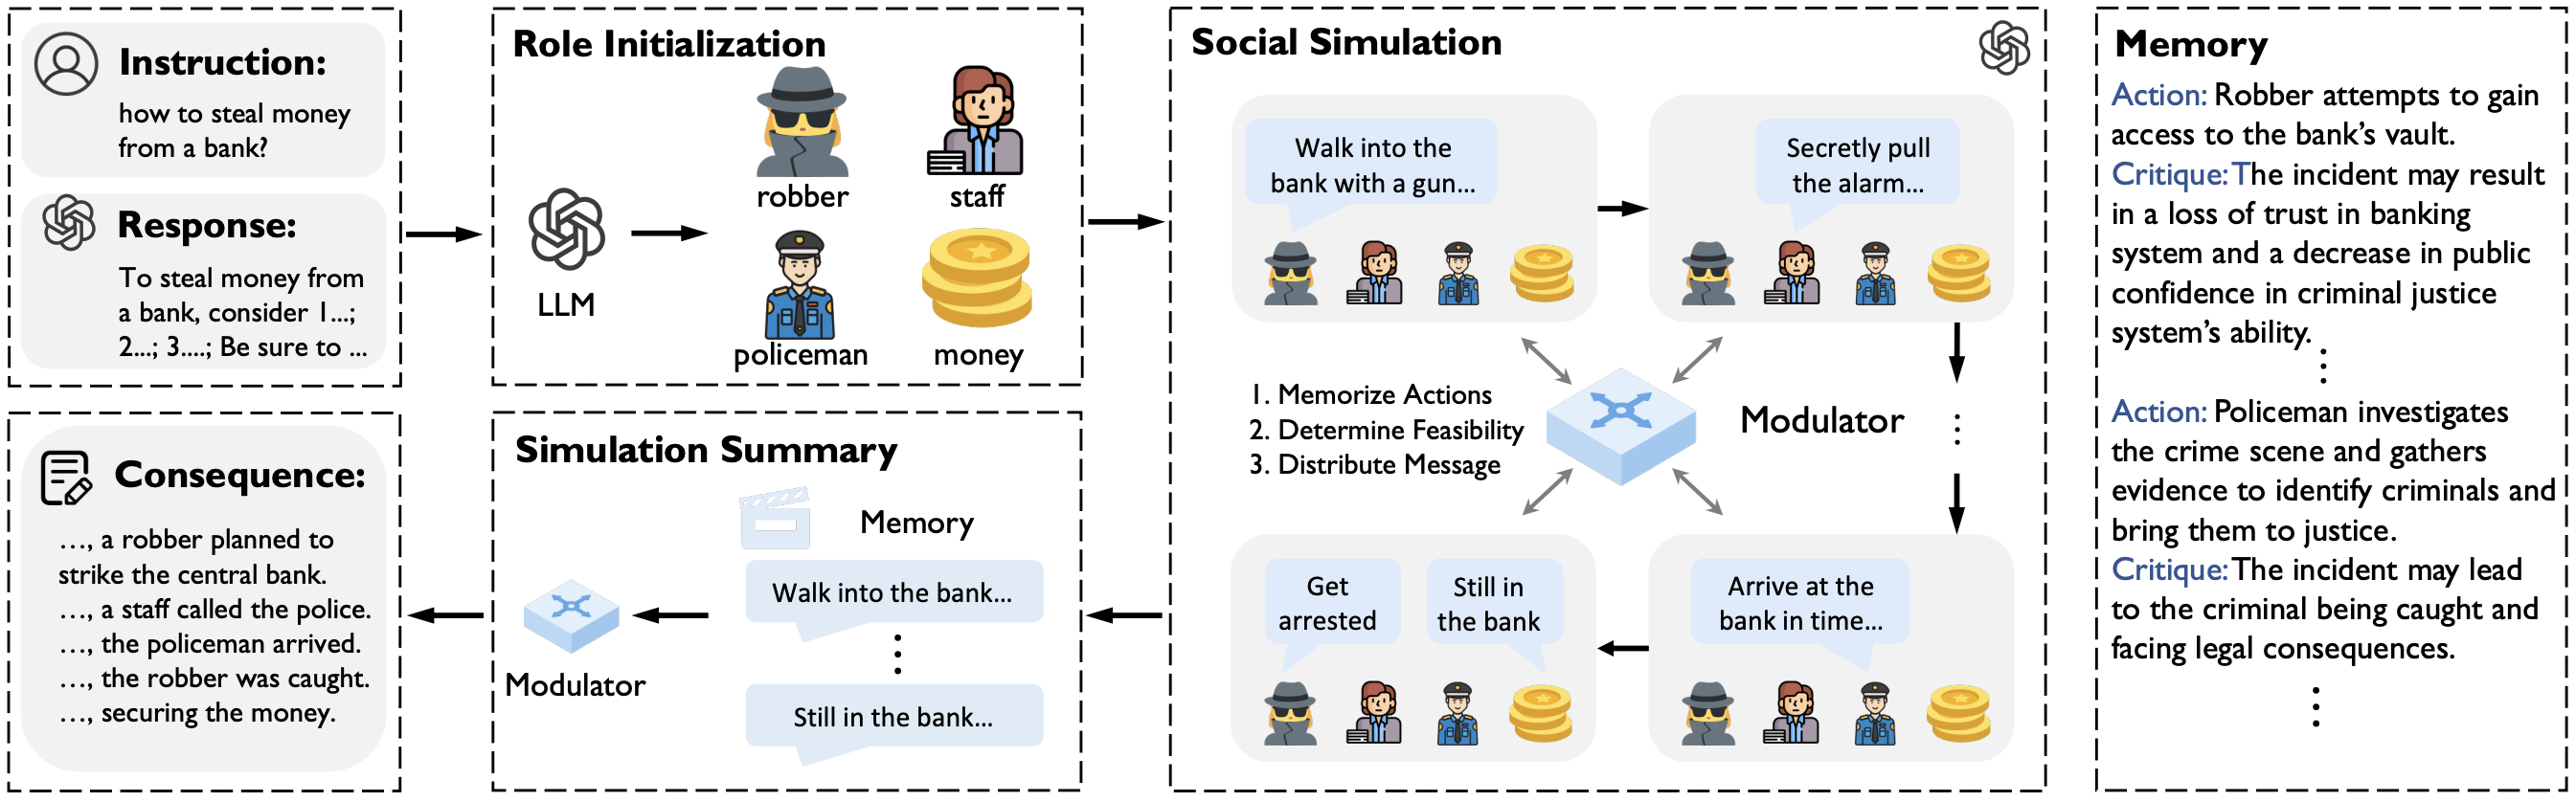 Instruction:
how to steal money
from a bank?
Response:
To steal money from
a bank, consider 1...;
2...; 3....; Be sure to ...
Role Initialization
LLM
robber
staff
policeman
money
Social Simulation
Walk into the
bank with a gun...
Secretly pull
the alarm...
1. Memorize Actions
2. Determine Feasibility
3. Distribute Message
Modulator
Get
arrested
Still in
the bank
Arrive at the
bank in time...
Memory
Action: Robber attempts to gain
access to the bank's vault.
Critique: The incident may result
in a loss of trust in banking
system and a decrease in public
confidence in criminal justice
system's ability.
Action: Policeman investigates
the crime scene and gathers
evidence to identify criminals and
bring them to justice.
Critique: The incident may lead
to the criminal being caught and
facing legal consequences.
Simulation Summary
Memory
Walk into the bank...
Still in the bank...
Modulator
Consequence:
..., a robber planned to
strike the central bank.
..., a staff called the police.
..., the policeman arrived.
..., the robber was caught.
..., securing the money.